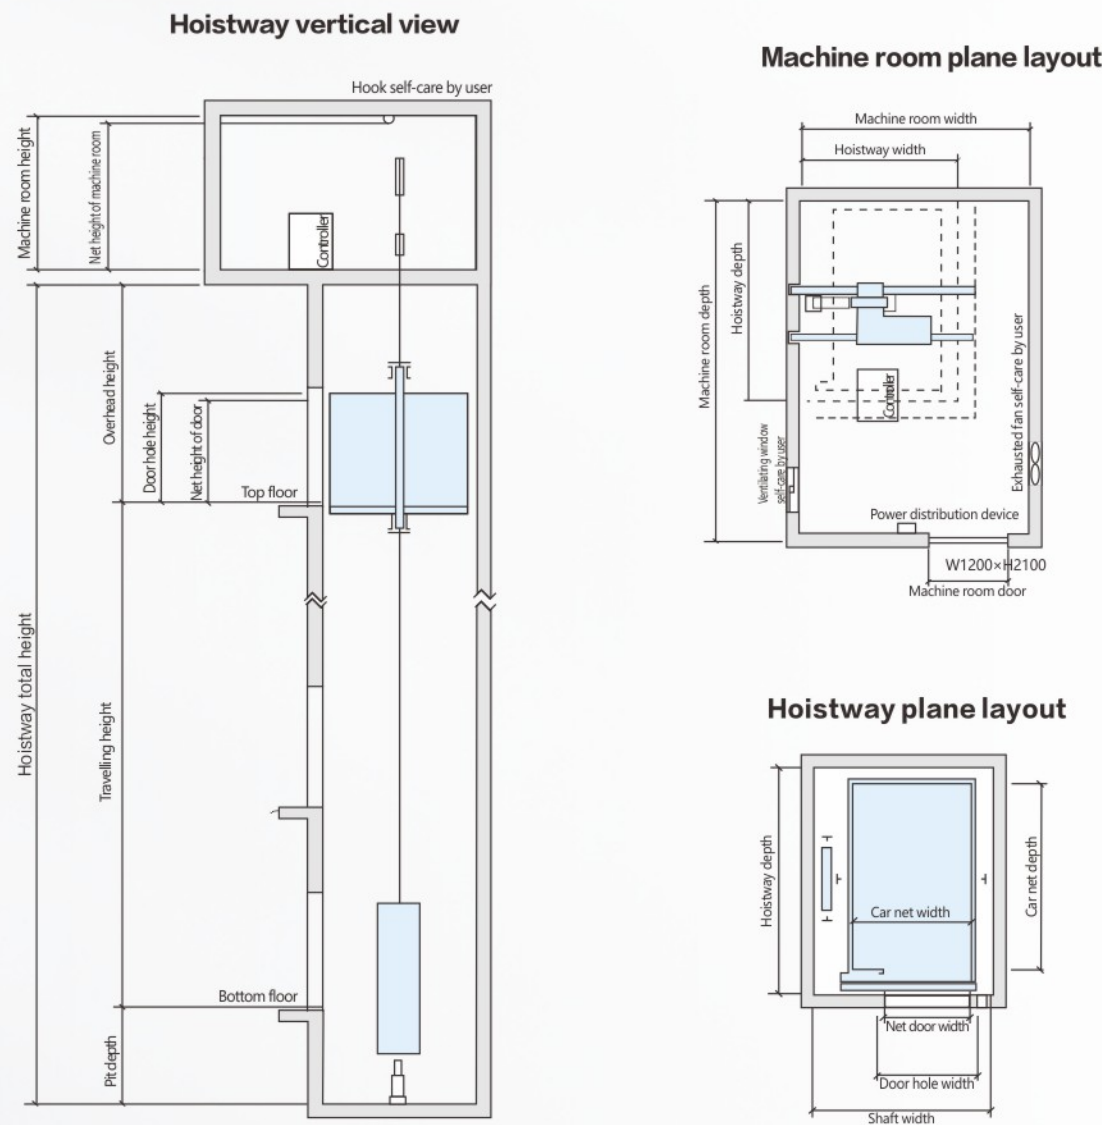 Hoistway vertical view
Hook self-care by user
Machine room height
Net height of machine room
Controller
Overhead height
Door hole height
Net height of door
Top floor
Hoistway total height
Travelling height
Bottom floor
Pit depth
Machine room plane layout
Machine room width
Hoistway width
Machine room depth
Hoistway depth
Controller
Exhausted fan self-care by user
Ventilating window
self-care by user
Power distribution device
W1200×H2100
Machine room door
Hoistway plane layout
Hoistway depth
Car net depth
Car net width
Net door width
Door hole width
Shaft width